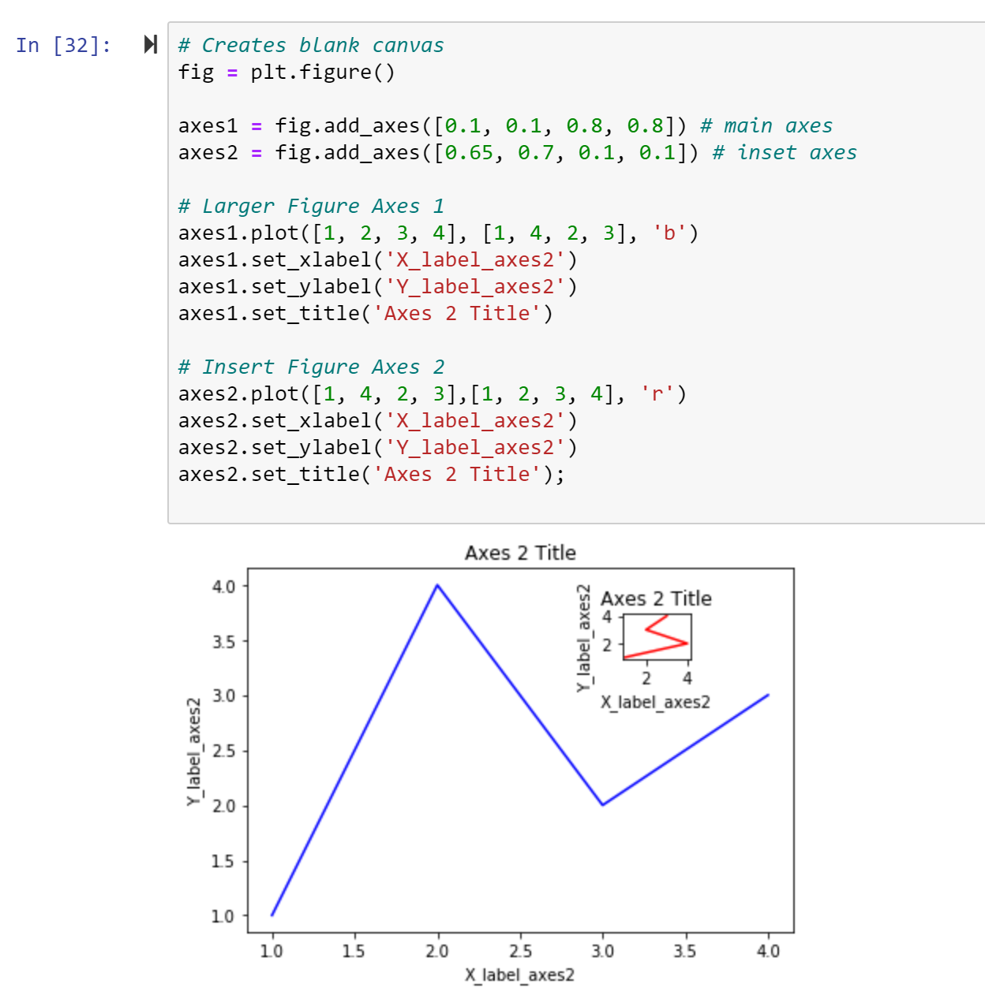 In [32]:
# Creates blank canvas
fig = plt.figure()
axes1 = fig.add_axes([0.1, 0.1, 0.8, 0.8]) # main axes
axes2 = fig.add_axes([0.65, 0.7, 0.1, 0.1]) # inset axes
# Larger Figure Axes 1
axes1.plot([1, 2, 3, 4], [1, 4, 2, 3], 'b')
axes1.set_xlabel('X_label_axes2')
axes1.set_ylabel('Y_label_axes2')
axes1.set_title('Axes 2 Title')
# Insert Figure Axes 2
axes2.plot([1, 4, 2, 3],[1, 2, 3, 4], 'r')
axes2.set_xlabel('X_label_axes2')
axes2.set_ylabel('Y_label_axes2')
axes2.set_title('Axes 2 Title');
Axes 2 Title
Y_label_axes2
4.0
3.5
3.0
2.5
2.0
1.5
1.0
1.0 1.5 2.0 2.5 3.0 3.5 4.0
X_label_axes2
Axes 2 Title
Y_label_axes2
4
2
2 4
X_label_axes2